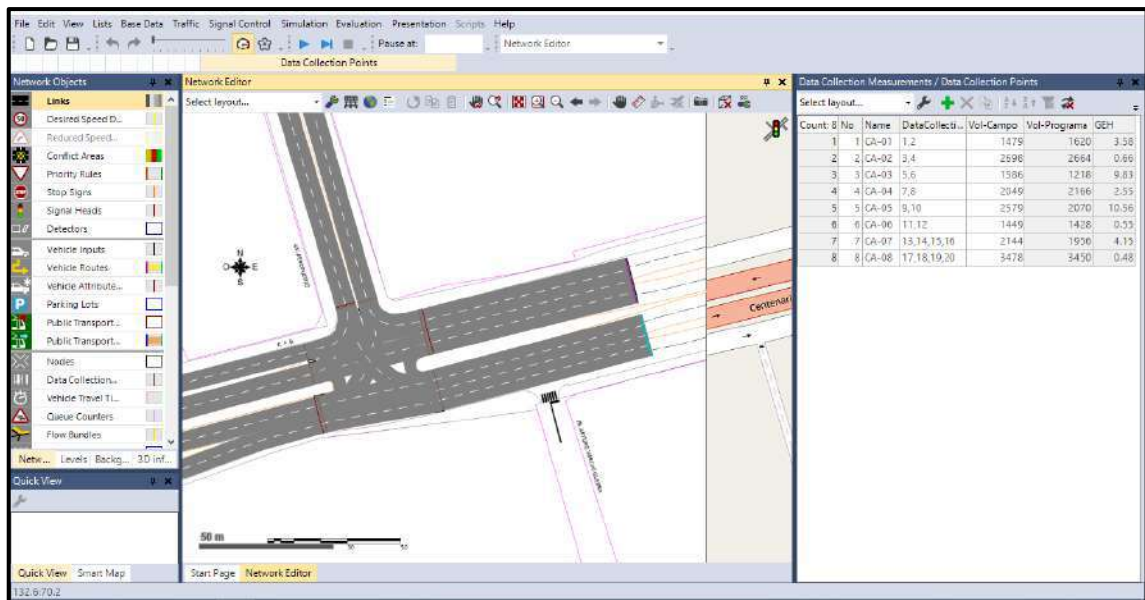 File Edit View Lists Base Data Traffic Signal Control Simulation Evaluation Presentation Scripts Help
Pause at: Network Editor
Data Collection Points
Network Objects
Links
Desired Speed D...
Reduced Speed...
Conflict Areas
Priority Rules
Stop Signs
Signal Heads
Detectors
Vehicle Inputs
Vehicle Routes
Vehicle Attribute...
Parking Lots
Public Transport...
Public Transport...
Nodes
Data Collection...
Vehicle Travel Ti...
Queue Counters
Flow Bundles
Netw... Levels Backg... 3D inf...
Quick View
Quick View Smart Map
Network Editor
Select layout...
N
O E
S
Centenari
50 m
Start Page Network Editor
Data Collection Measurements / Data Collection Points
Select layout...
Count: 8 No Name DataCollecti... Vol-Campo Vol-Programa GEH
1 1 CA-01 1,2 1479 1620 3.58
2 2 CA-02 3,4 2698 2664 0.66
3 3 CA-03 5,6 1586 1218 9.83
4 4 CA-04 7,8 2049 2166 2.55
5 5 CA-05 9,10 2579 2070 10.56
6 6 CA-06 11,12 1449 1428 0.55
7 7 CA-07 13,14,15,16 2144 1956 4.15
8 8 CA-08 17,18,19,20 3478 3450 0.48
132.6:70.2